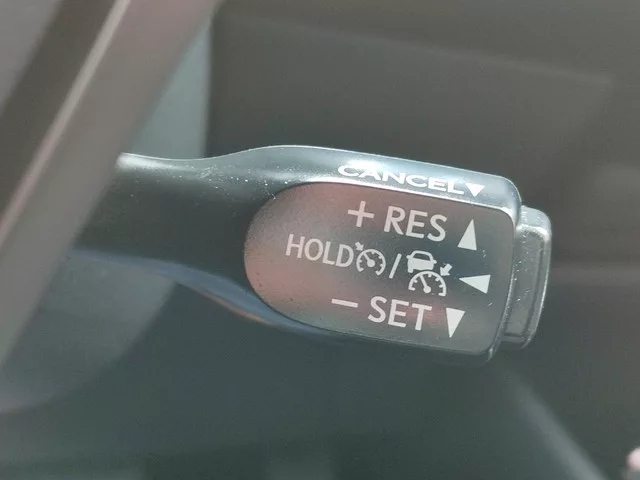 CANCEL▼
+ RES ▲
HOLD / ◀
− SET ▼